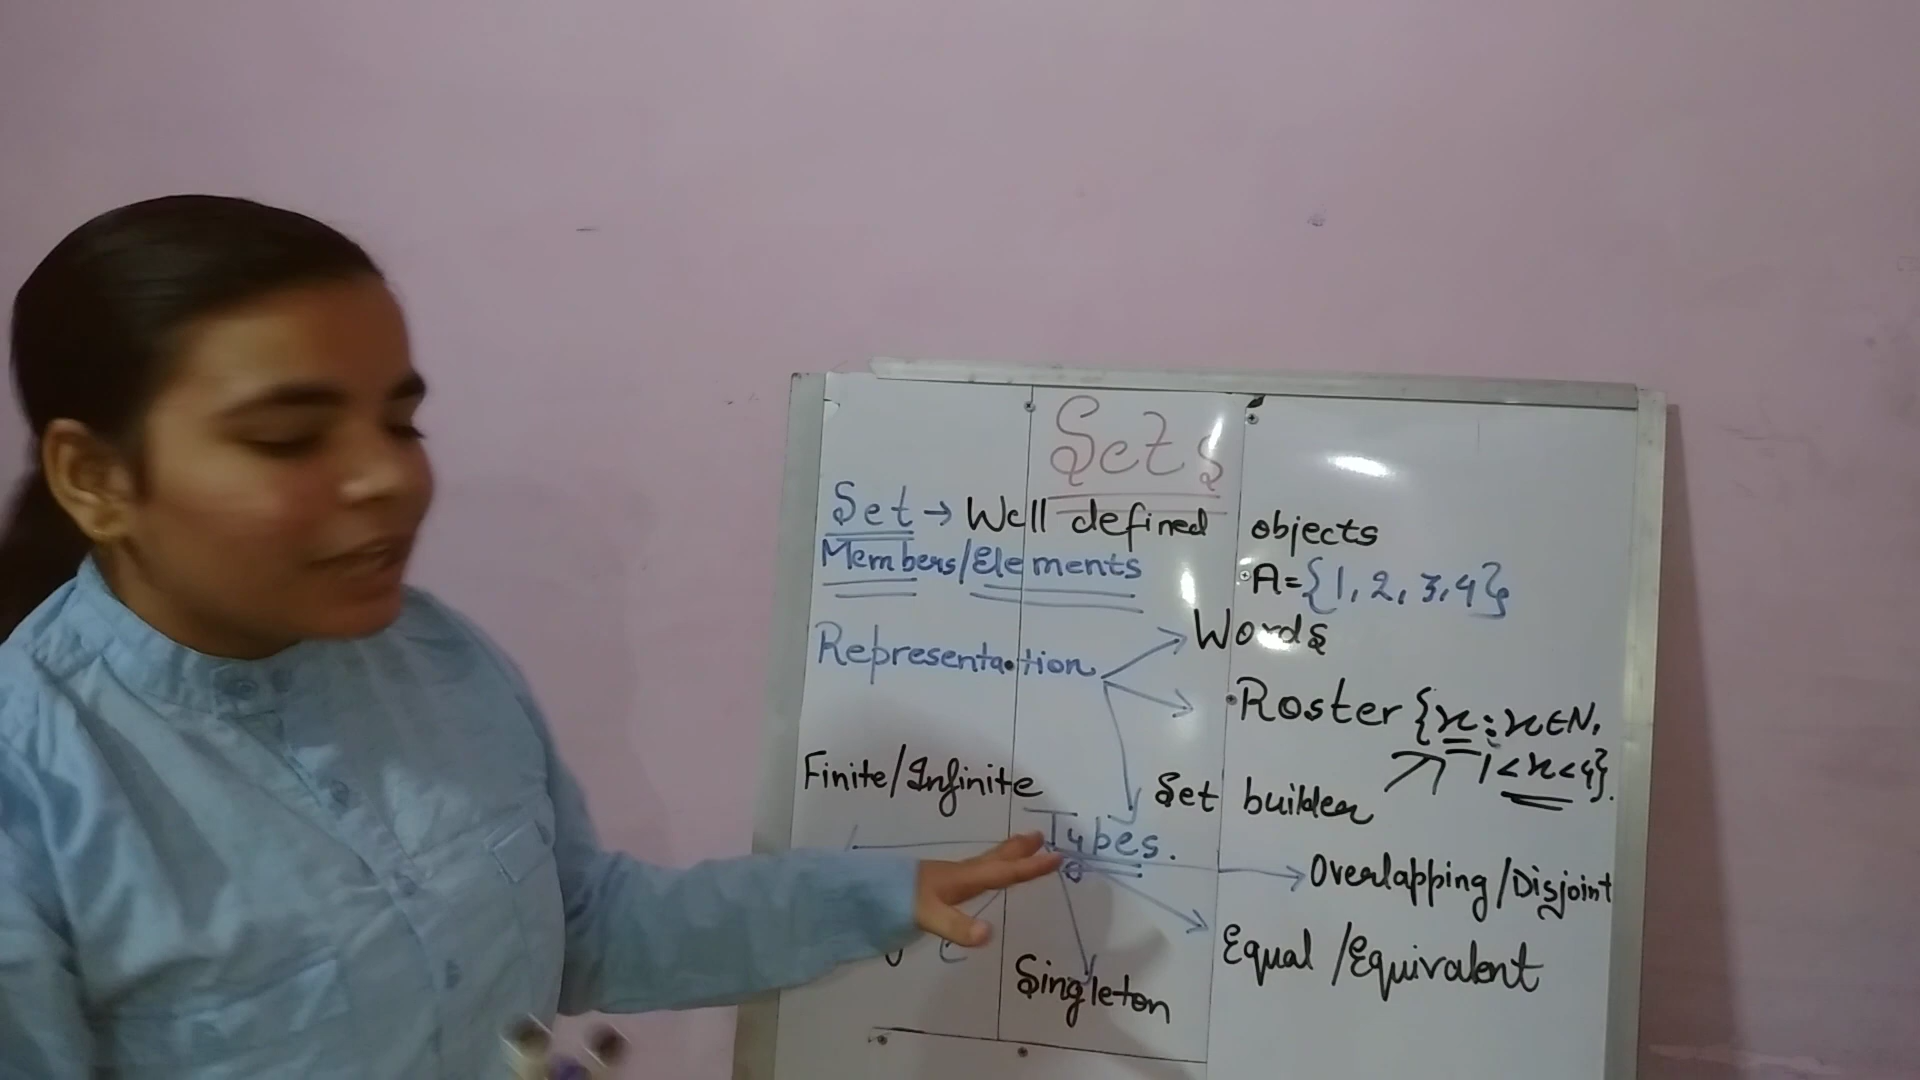 Sets
Set → Well defined objects
Members/Elements
A={1, 2, 3, 4}
Representation
Words
Roster {x : x ∈ N,
1 < x < 4}.
Set builder
Finite/Infinite
Types.
Overlapping/Disjoint
Equal/Equivalent
Singleton